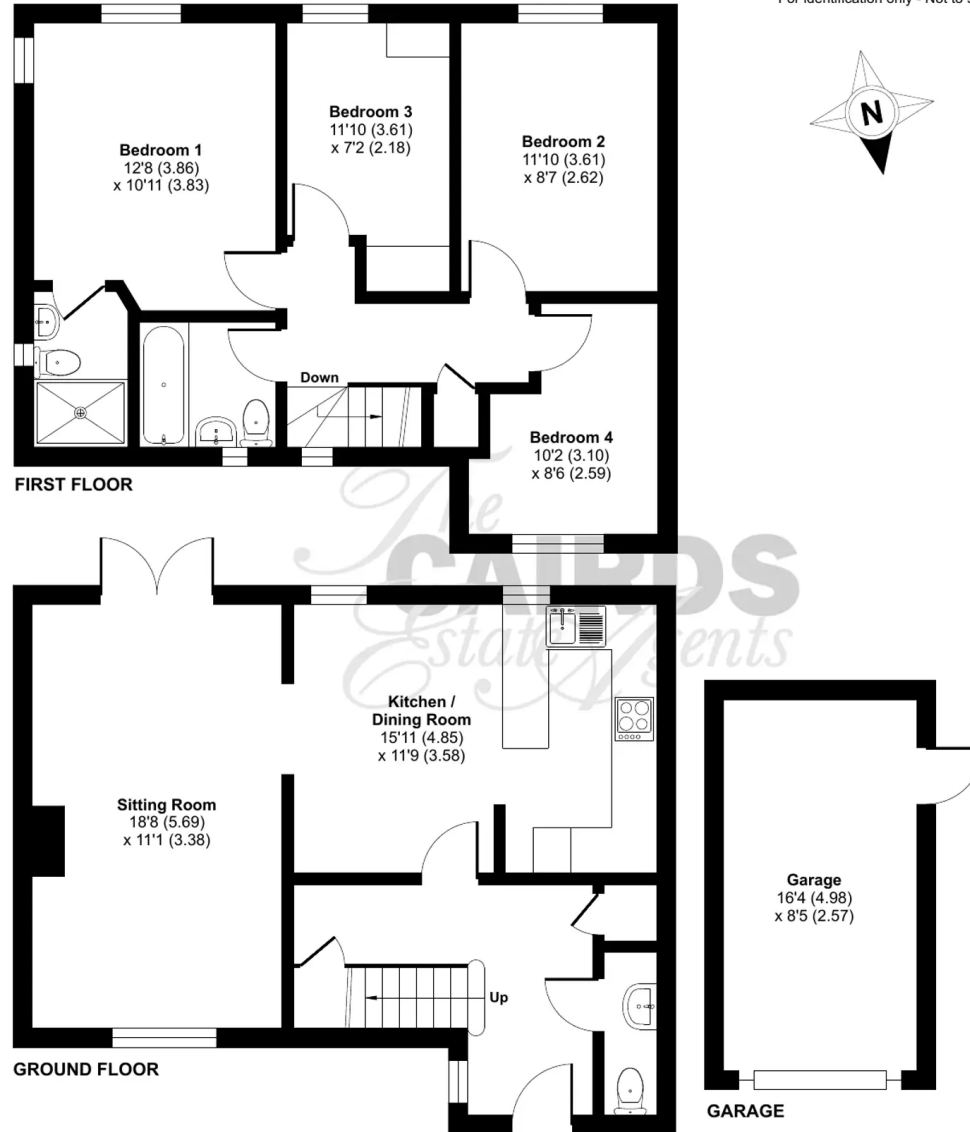 For identification only - Not to s
N
Bedroom 1
12'8 (3.86)
x 10'11 (3.83)
Bedroom 3
11'10 (3.61)
x 7'2 (2.18)
Bedroom 2
11'10 (3.61)
x 8'7 (2.62)
Down
Bedroom 4
10'2 (3.10)
x 8'6 (2.59)
FIRST FLOOR
The
CAIRDS
Estate Agents
Kitchen /
Dining Room
15'11 (4.85)
x 11'9 (3.58)
Sitting Room
18'8 (5.69)
x 11'1 (3.38)
Up
GROUND FLOOR
Garage
16'4 (4.98)
x 8'5 (2.57)
GARAGE